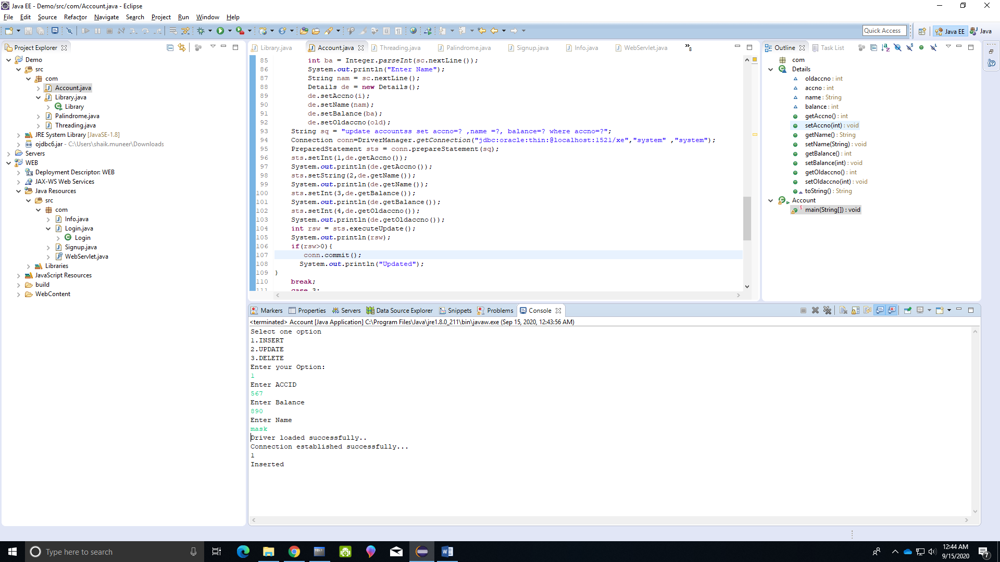 Java EE - Demo/src/com/Account.java - Eclipse
File Edit Source Refactor Navigate Search Project Run Window Help
Quick Access
Java EE
Java
Project Explorer
Demo
src
com
Account.java
Library.java
Library
Palindrome.java
Threading.java
JRE System Library [JavaSE-1.8]
ojdbc6.jar - C:\Users\shaik.muneer\Downloads
Servers
WEB
Deployment Descriptor: WEB
JAX-WS Web Services
Java Resources
src
com
Info.java
Login.java
Login
Signup.java
WebServlet.java
Libraries
JavaScript Resources
build
WebContent
Library.java Account.java Threading.java Palindrome.java Signup.java Info.java WebServlet.java »8
85 int ba = Integer.parseInt(sc.nextLine());
86 System.out.println("Enter Name");
87 String nam = sc.nextLine();
88 Details de = new Details();
89 de.setAccno(i);
90 de.setName(nam);
91 de.setBalance(ba);
92 de.setOldaccno(old);
93 String sq = "update accountss set accno=? ,name =?, balance=? where accno=?";
94 Connection conn=DriverManager.getConnection("jdbc:oracle:thin:@localhost:1521/xe","system" ,"system");
95 PreparedStatement sts = conn.prepareStatement(sq);
96 sts.setInt(1,de.getAccno());
97 System.out.println(de.getAccno());
98 sts.setString(2,de.getName());
99 System.out.println(de.getName());
100 sts.setInt(3,de.getBalance());
101 System.out.println(de.getBalance());
102 sts.setInt(4,de.getOldaccno());
103 System.out.println(de.getOldaccno());
104 int rsw = sts.executeUpdate();
105 System.out.println(rsw);
106 if(rsw>0){
107 conn.commit();
108 System.out.println("Updated");
109 }
110 break;
111 case 3:
Outline Task List
com
Details
oldaccno : int
accno : int
name : String
balance : int
getAccno() : int
setAccno(int) : void
getName() : String
setName(String) : void
getBalance() : int
setBalance(int) : void
getOldaccno() : int
setOldaccno(int) : void
toString() : String
Account
main(String[]) : void
Markers Properties Servers Data Source Explorer Snippets Problems Console
<terminated> Account [Java Application] C:\Program Files\Java\jre1.8.0_211\bin\javaw.exe (Sep 15, 2020, 12:43:56 AM)
Select one option
1.INSERT
2.UPDATE
3.DELETE
Enter your Option:
1
Enter ACCID
567
Enter Balance
890
Enter Name
mask
Driver loaded successfully..
Connection established successfully...
1
Inserted
Type here to search
12:44 AM
9/15/2020
7